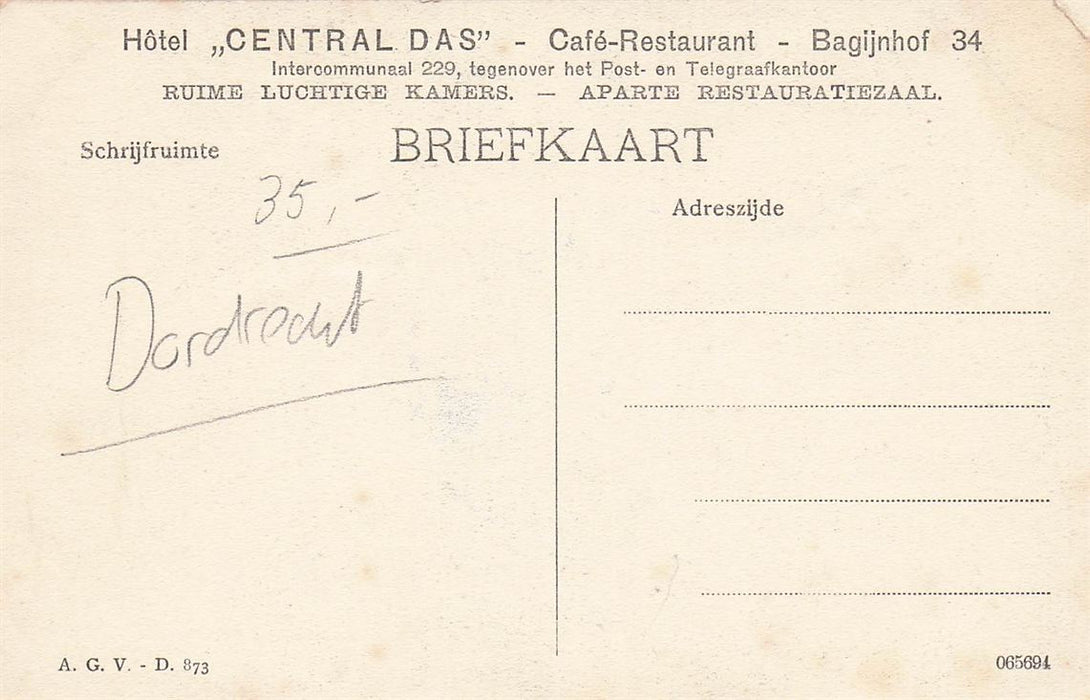 Hôtel „CENTRAL DAS” - Café-Restaurant - Bagijnhof 34
Intercommunaal 229, tegenover het Post- en Telegraafkantoor
RUIME LUCHTIGE KAMERS. — APARTE RESTAURATIEZAAL.
BRIEFKAART
Schrijfruimte
35,-
Dordrecht
Adreszijde
A. G. V. - D. 873
065694